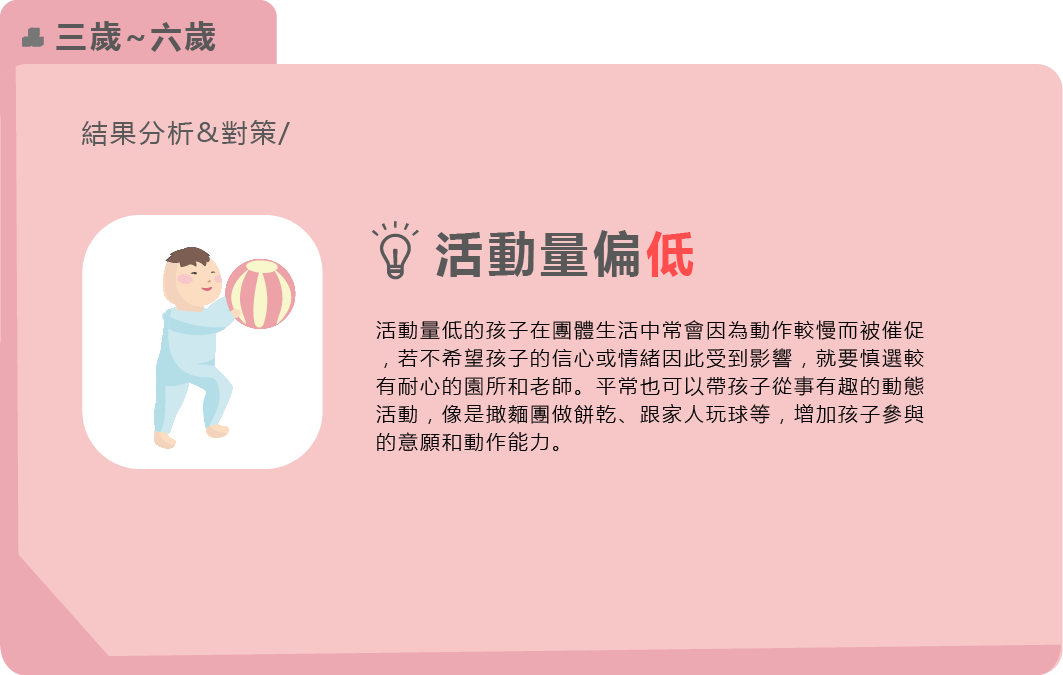 三歲~六歲
結果分析&對策/
活動量偏低
活動量低的孩子在團體生活中常會因為動作較慢而被催促
，若不希望孩子的信心或情緒因此受到影響，就要慎選較
有耐心的園所和老師。平常也可以帶孩子從事有趣的動態
活動，像是擀麵團做餅乾、跟家人玩球等，增加孩子參與
的意願和動作能力。